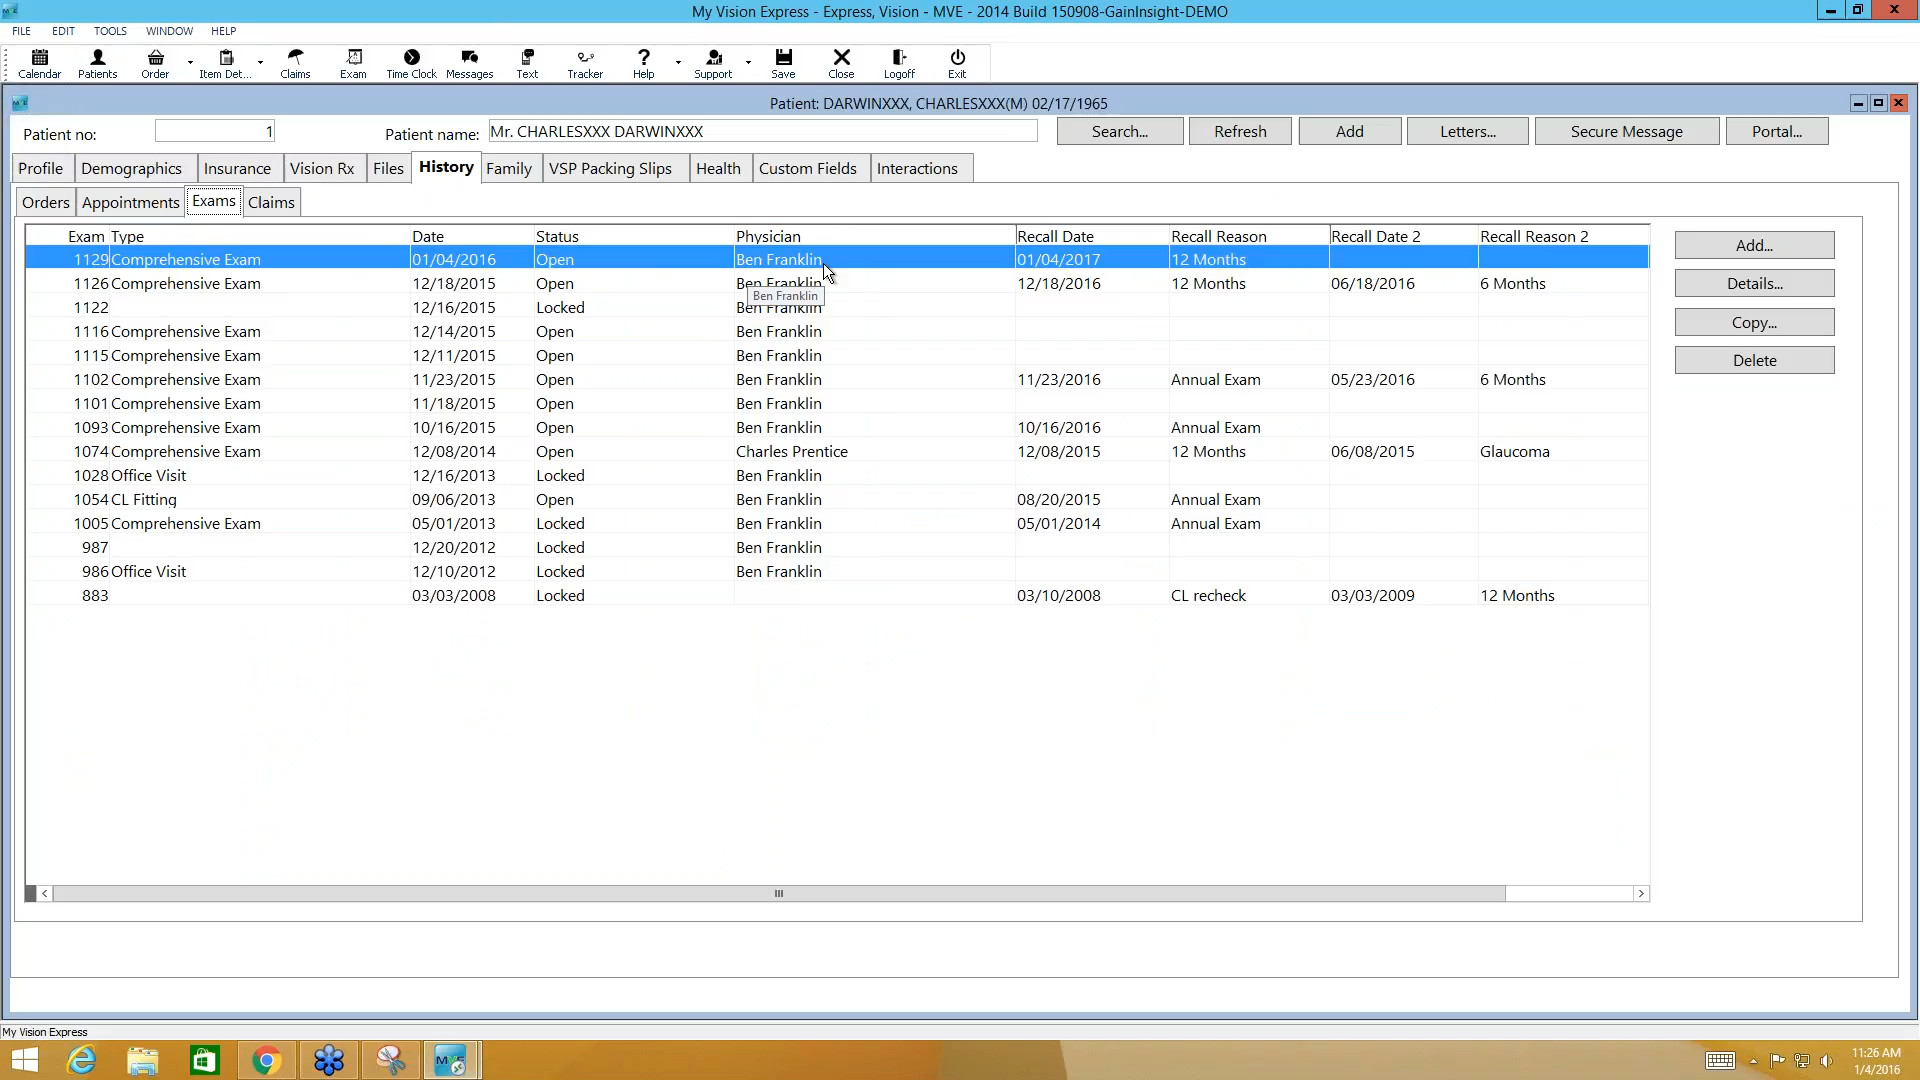 My Vision Express - Express, Vision - MVE - 2014 Build 150908-GainInsight-DEMO
FILE EDIT TOOLS WINDOW HELP
Calendar Patients Order Item Det... Claims Exam Time Clock Messages Text Tracker Help Support Save Close Logoff Exit
Patient: DARWINXXX, CHARLESXXX(M) 02/17/1965
Patient no: 1 Patient name: Mr. CHARLESXXX DARWINXXX Search... Refresh Add Letters... Secure Message Portal...
Profile Demographics Insurance Vision Rx Files History Family VSP Packing Slips Health Custom Fields Interactions
Orders Appointments Exams Claims
Exam Type Date Status Physician Recall Date Recall Reason Recall Date 2 Recall Reason 2
1129 Comprehensive Exam 01/04/2016 Open Ben Franklin 01/04/2017 12 Months
1126 Comprehensive Exam 12/18/2015 Open Ben Franklin 12/18/2016 12 Months 06/18/2016 6 Months
Ben Franklin
1122 12/16/2015 Locked Ben Franklin
1116 Comprehensive Exam 12/14/2015 Open Ben Franklin
1115 Comprehensive Exam 12/11/2015 Open Ben Franklin
1102 Comprehensive Exam 11/23/2015 Open Ben Franklin 11/23/2016 Annual Exam 05/23/2016 6 Months
1101 Comprehensive Exam 11/18/2015 Open Ben Franklin
1093 Comprehensive Exam 10/16/2015 Open Ben Franklin 10/16/2016 Annual Exam
1074 Comprehensive Exam 12/08/2014 Open Charles Prentice 12/08/2015 12 Months 06/08/2015 Glaucoma
1028 Office Visit 12/16/2013 Locked Ben Franklin
1054 CL Fitting 09/06/2013 Open Ben Franklin 08/20/2015 Annual Exam
1005 Comprehensive Exam 05/01/2013 Locked Ben Franklin 05/01/2014 Annual Exam
987 12/20/2012 Locked Ben Franklin
986 Office Visit 12/10/2012 Locked Ben Franklin
883 03/03/2008 Locked 03/10/2008 CL recheck 03/03/2009 12 Months
Add...
Details...
Copy...
Delete
My Vision Express
MVE
11:26 AM
1/4/2016